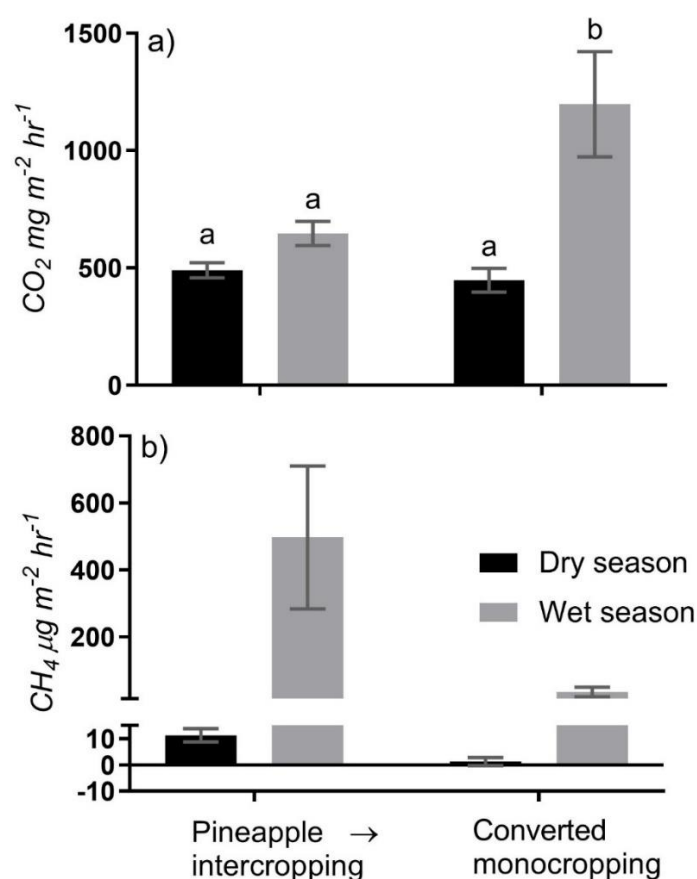 a)
CO₂ mg m⁻² hr⁻¹
1500
1000
500
0
a
a
a
b
b)
CH₄ µg m⁻² hr⁻¹
800
600
400
200
10
0
-10
Dry season
Wet season
Pineapple →
intercropping
Converted
monocropping